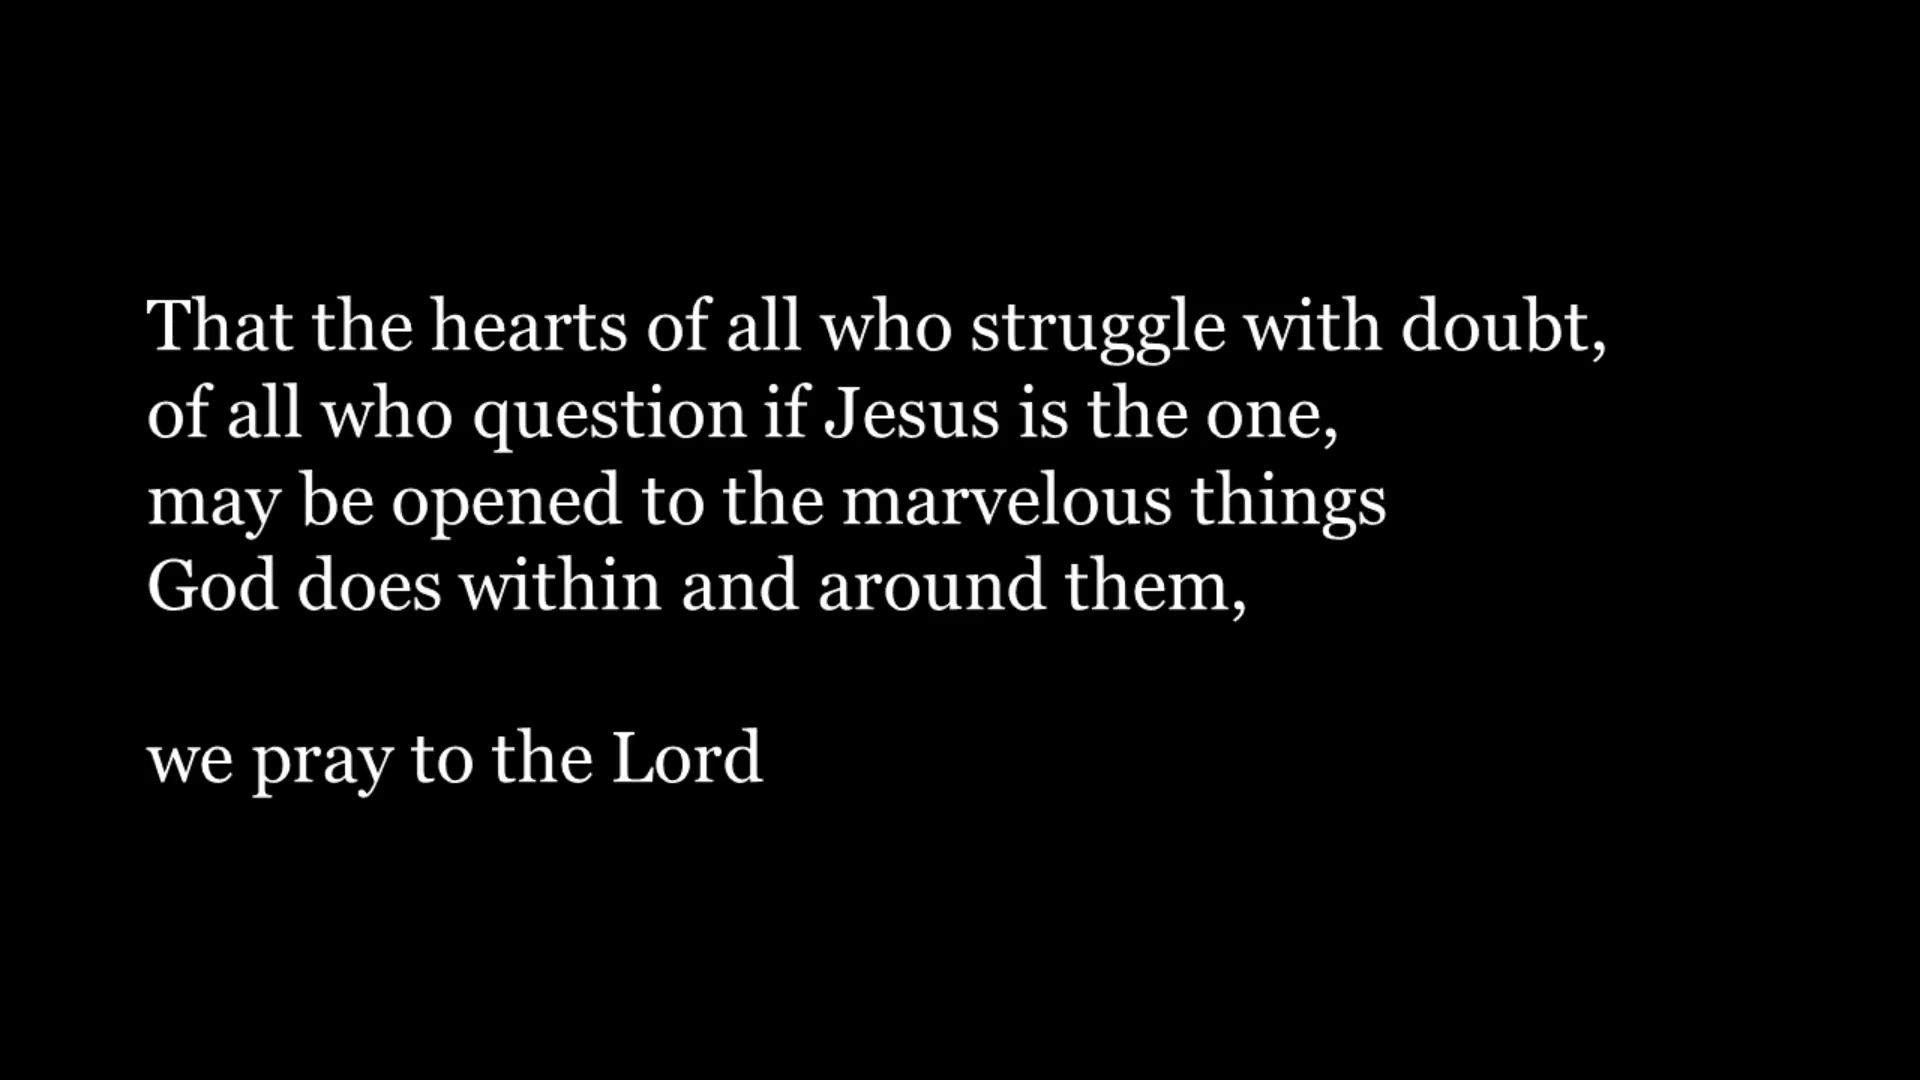 That the hearts of all who struggle with doubt,
of all who question if Jesus is the one,
may be opened to the marvelous things
God does within and around them,
we pray to the Lord